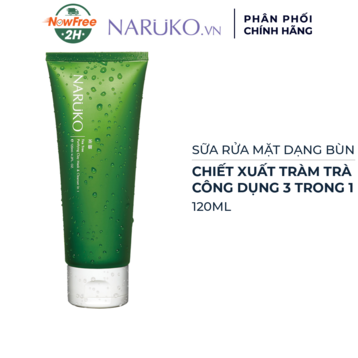 NowFree
2H
NARUKO.VN
PHÂN PHỐI
CHÍNH HÃNG
NARUKO
SỮA RỬA MẶT DẠNG BÙN
CHIẾT XUẤT TRÀM TRÀ
CÔNG DỤNG 3 TRONG 1
120ML